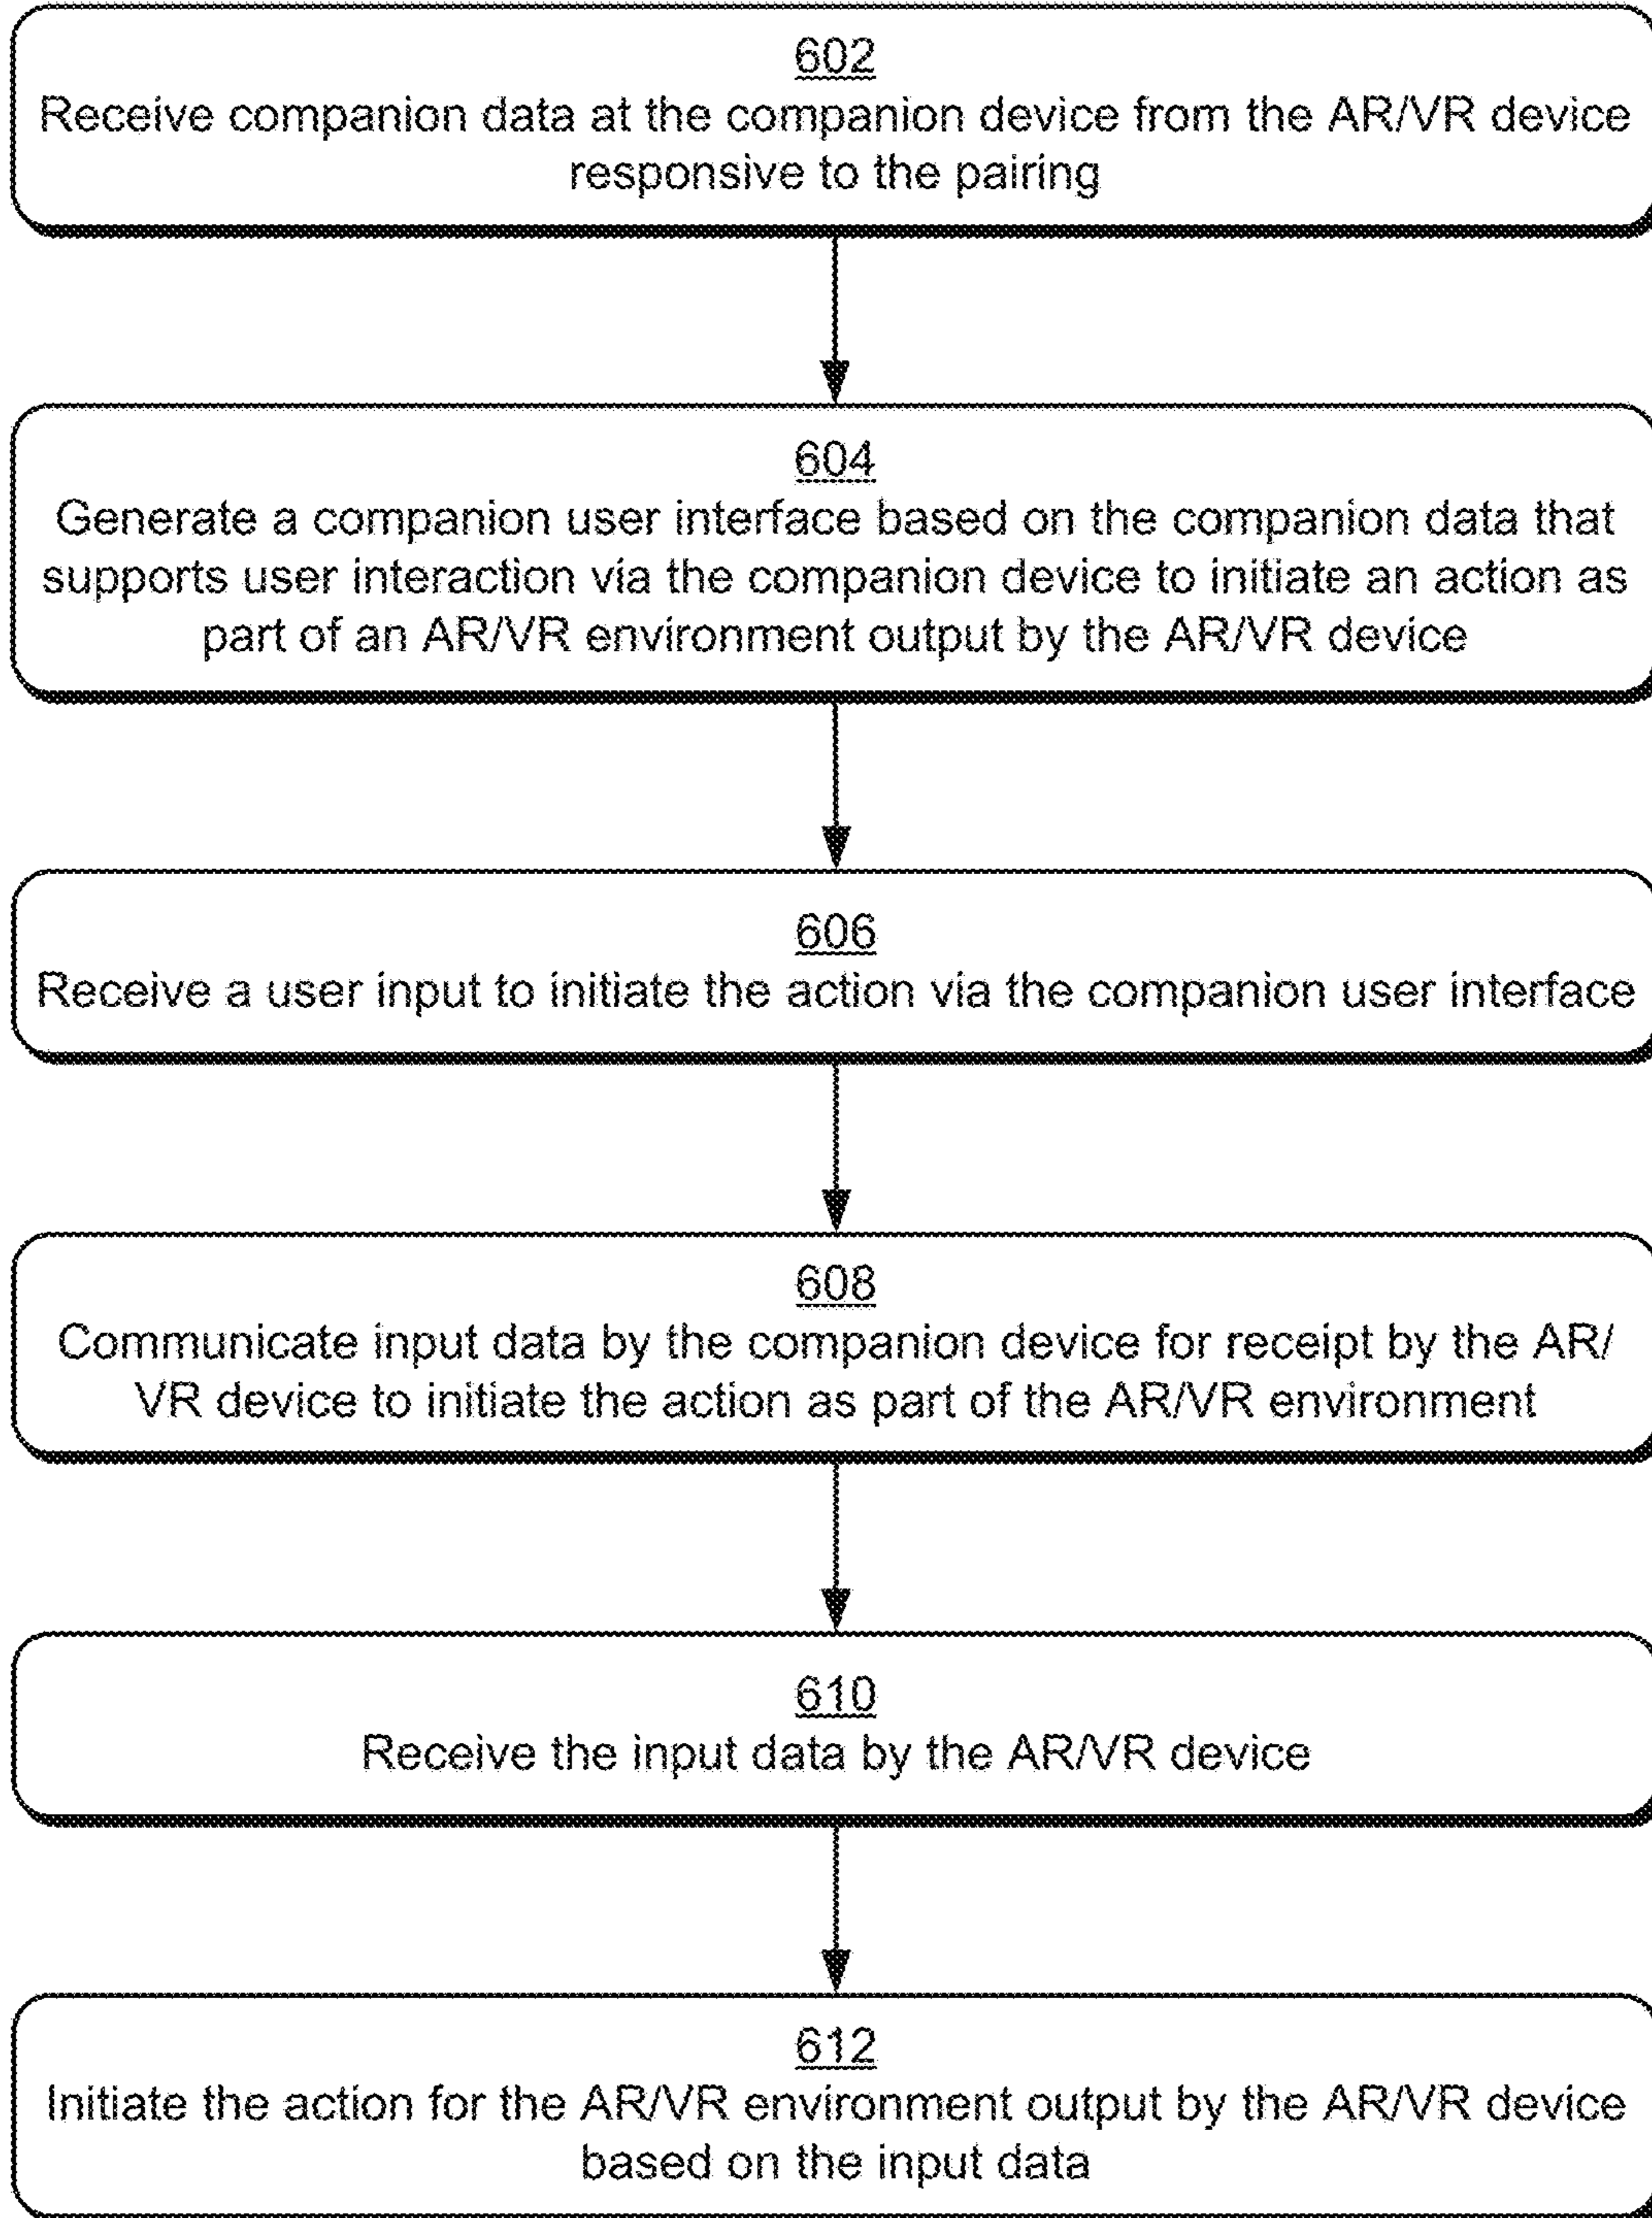 602
Receive companion data at the companion device from the AR/VR device
responsive to the pairing
604
Generate a companion user interface based on the companion data that
supports user interaction via the companion device to initiate an action as
part of an AR/VR environment output by the AR/VR device
606
Receive a user input to initiate the action via the companion user interface
608
Communicate input data by the companion device for receipt by the AR/
VR device to initiate the action as part of the AR/VR environment
610
Receive the input data by the AR/VR device
612
Initiate the action for the AR/VR environment output by the AR/VR device
based on the input data